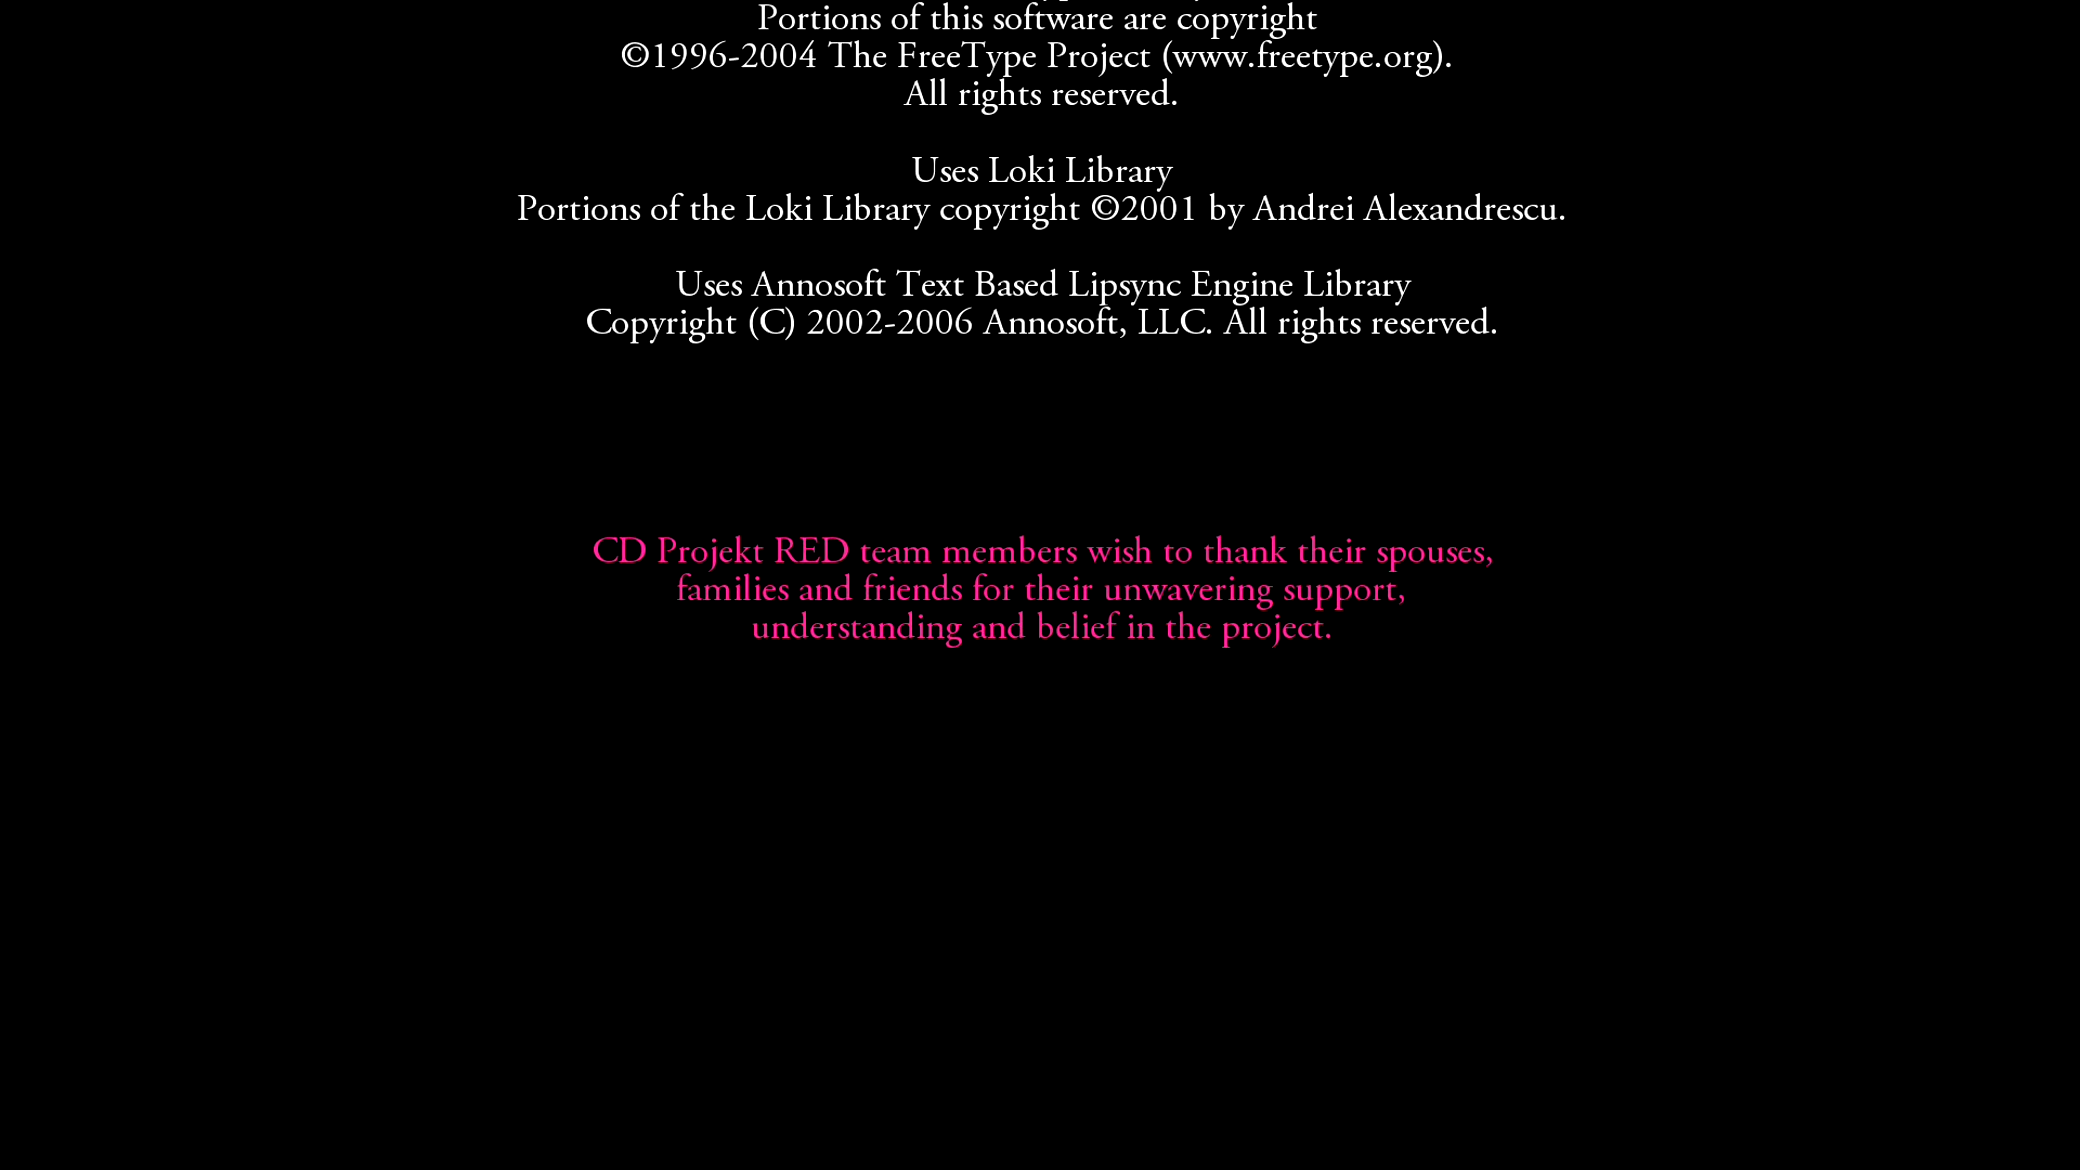 Portions of this software are copyright
©1996-2004 The FreeType Project (www.freetype.org).
All rights reserved.
Uses Loki Library
Portions of the Loki Library copyright ©2001 by Andrei Alexandrescu.
Uses Annosoft Text Based Lipsync Engine Library
Copyright (C) 2002-2006 Annosoft, LLC. All rights reserved.
CD Projekt RED team members wish to thank their spouses,
families and friends for their unwavering support,
understanding and belief in the project.